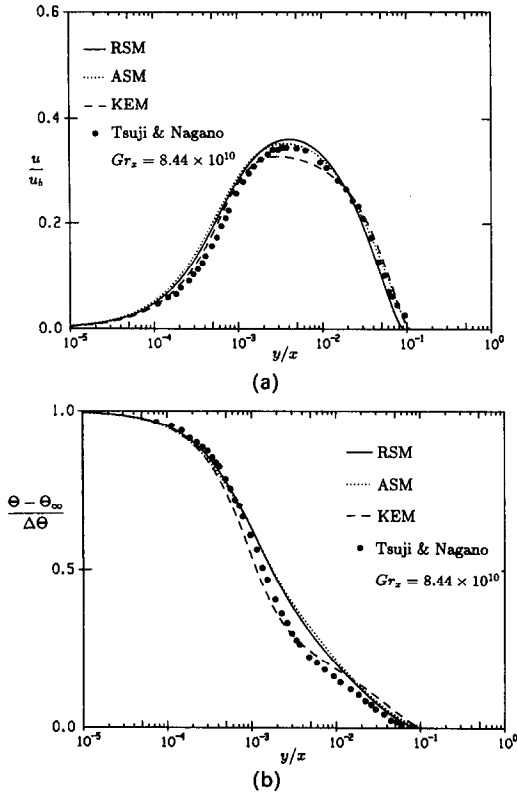 0.6
RSM
ASM
KEM
Tsuji & Nagano
Gr_x = 8.44 × 10^10
0.4
u/u_b
0.2
0.0
10^-5 10^-4 10^-3 10^-2 10^-1 10^0
y/x
(a)
1.0
RSM
ASM
KEM
Tsuji & Nagano
Gr_x = 8.44 × 10^10
Θ − Θ_∞ / ΔΘ
0.5
0.0
10^-5 10^-4 10^-3 10^-2 10^-1 10^0
y/x
(b)